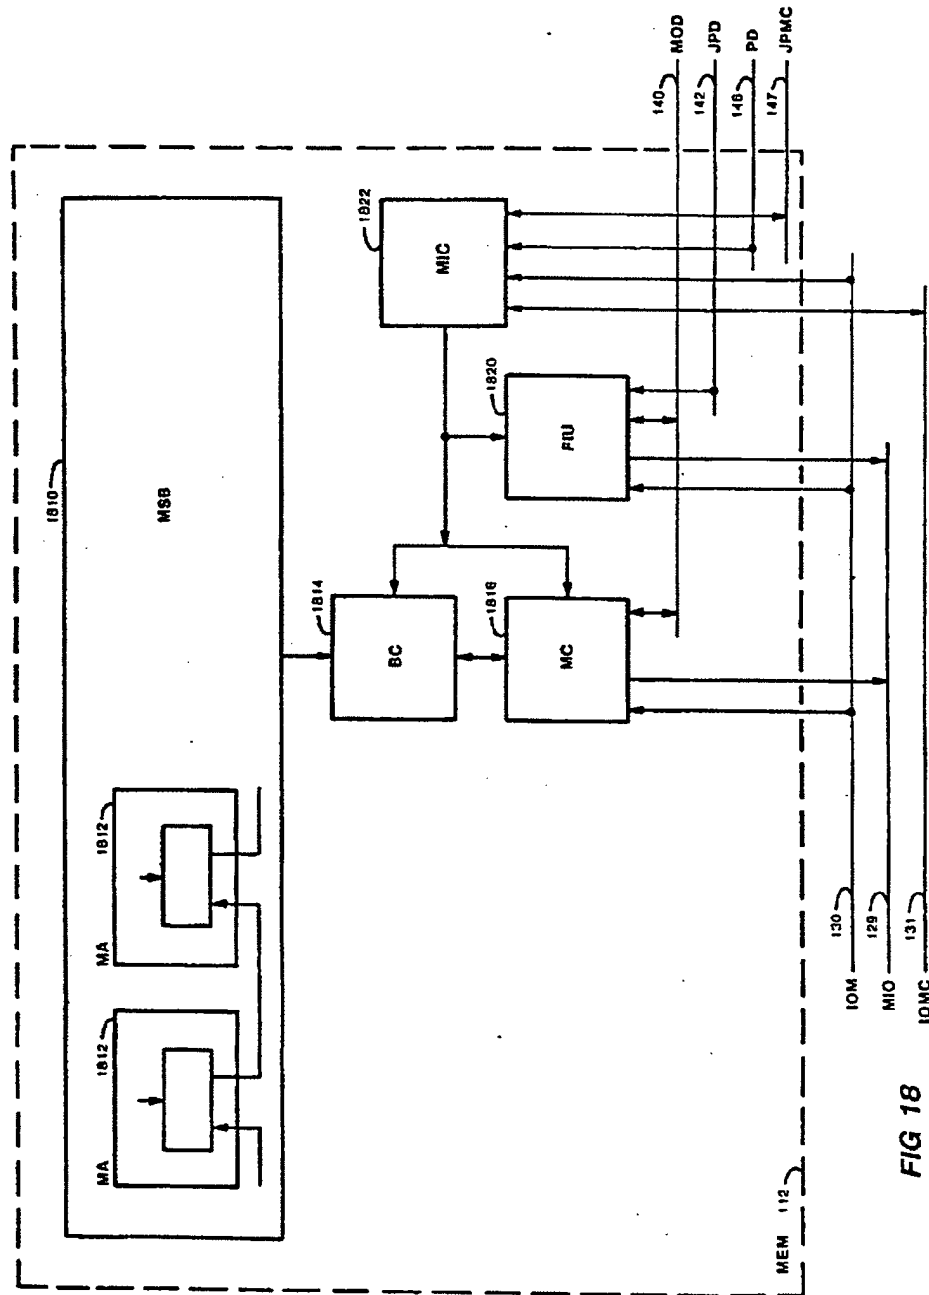 1810
MSB
MA
1812
MA
1812
1814
BC
1816
MC
1820
FIU
1822
MIC
140
MOD
142
JPD
146
PD
147
JPMC
IOM
130
MIO
129
IOMC
131
MEM 112
FIG 18